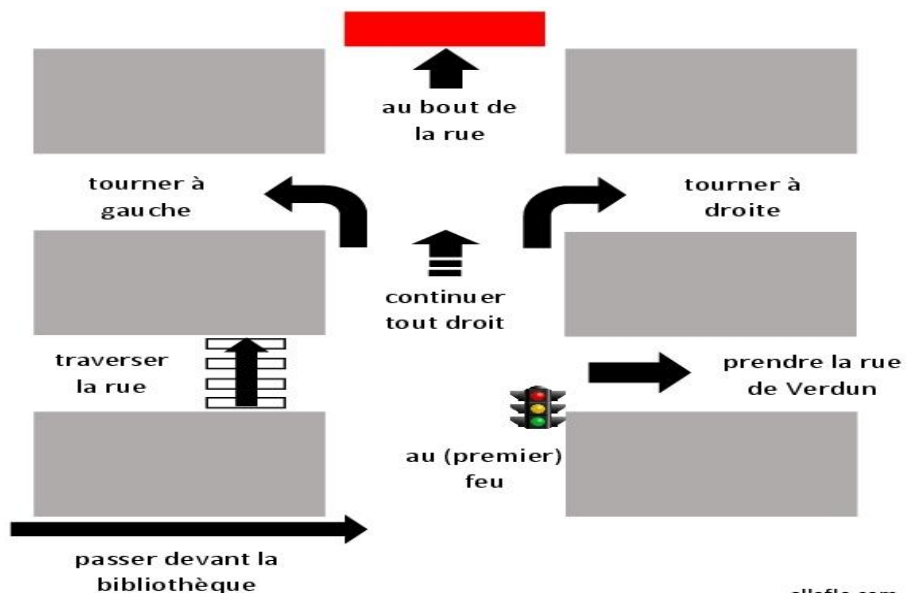 au bout de
la rue
tourner à
gauche
tourner à
droite
continuer
tout droit
traverser
la rue
prendre la rue
de Verdun
au (premier)
feu
passer devant la
bibliothèque